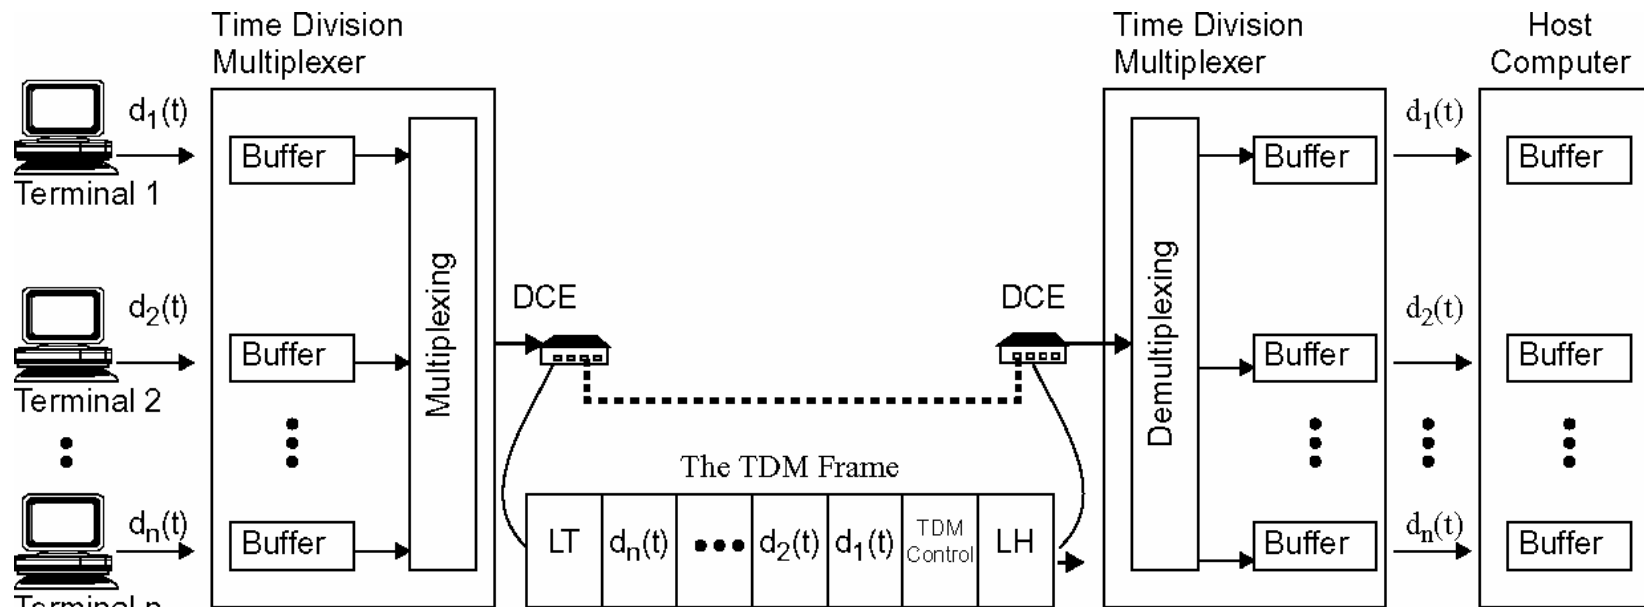 Time Division
Multiplexer
Time Division
Multiplexer
Host
Computer
d1(t)
Buffer
Terminal 1
Buffer
d1(t)
Buffer
d2(t)
Buffer
Terminal 2
Multiplexing
DCE
DCE
Demultiplexing
Buffer
d2(t)
Buffer
The TDM Frame
dn(t)
Buffer
Terminal n
LT
dn(t)
d2(t)
d1(t)
TDM
Control
LH
Buffer
dn(t)
Buffer